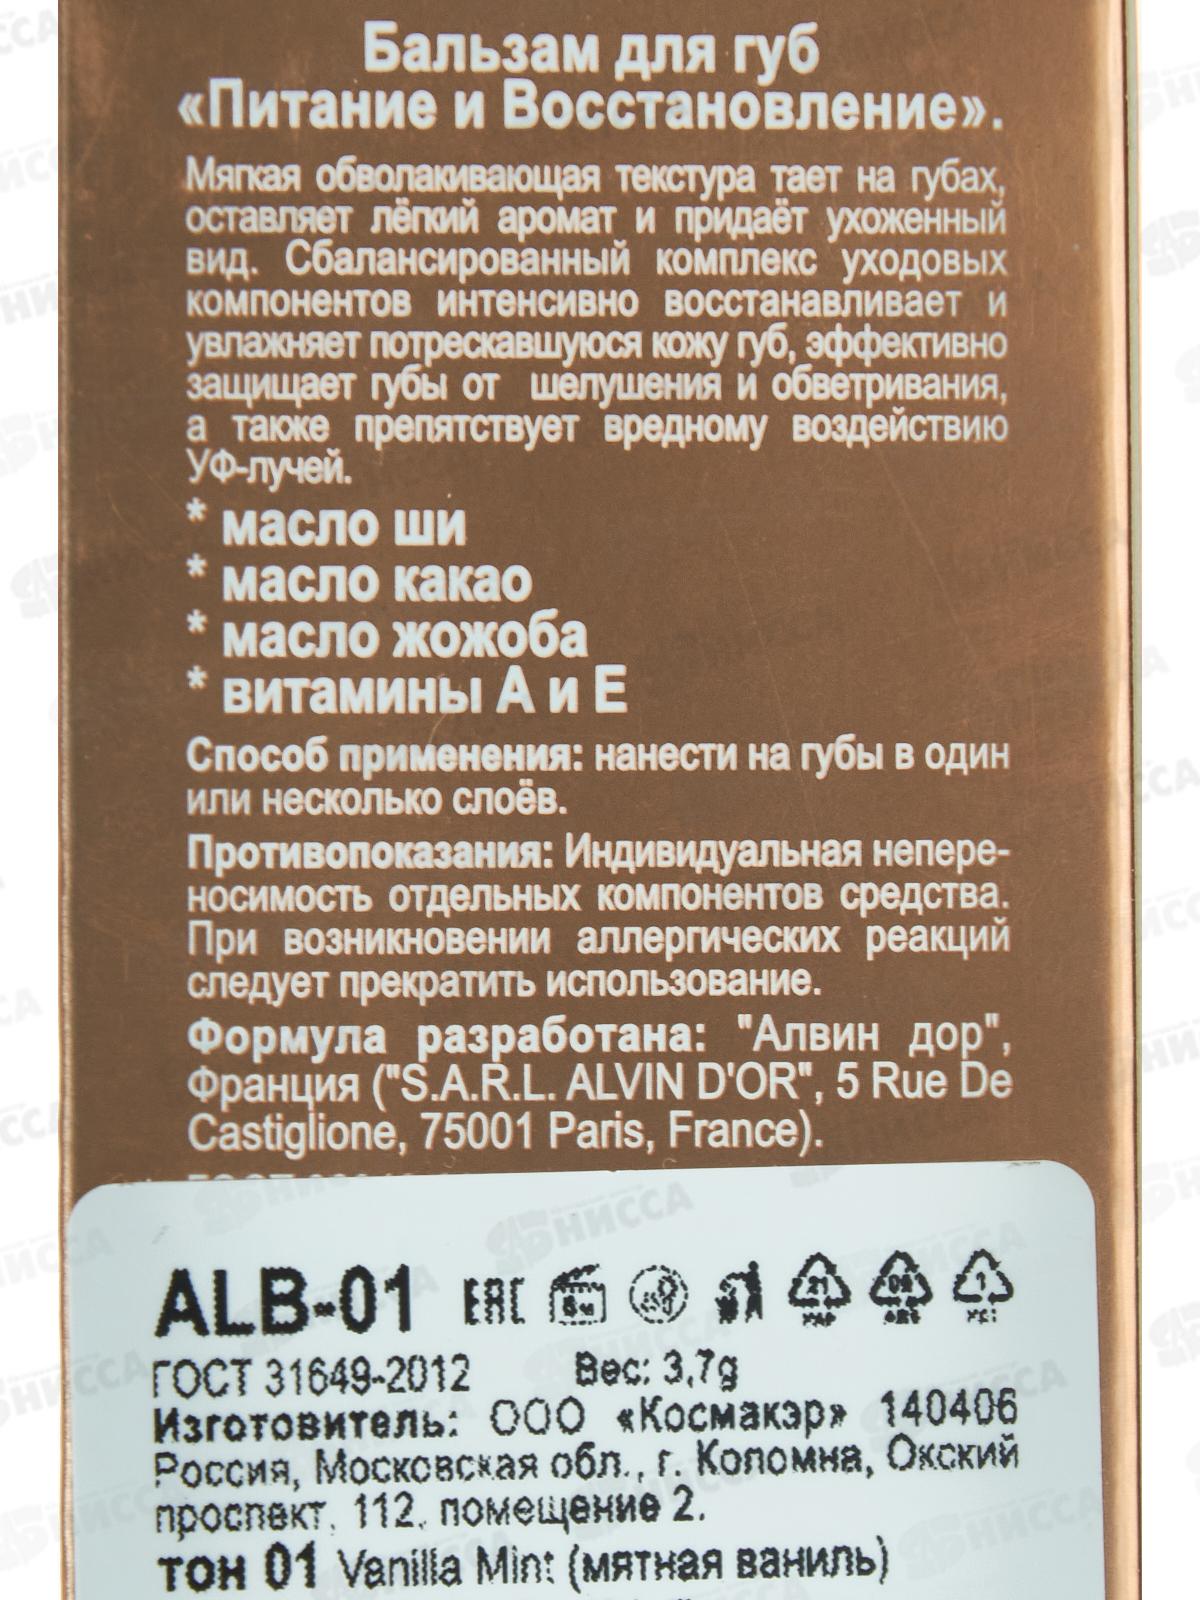 Бальзам для губ
«Питание и Восстановление».
Мягкая обволакивающая текстура тает на губах,
оставляет лёгкий аромат и придаёт ухоженный
вид. Сбалансированный комплекс уходовых
компонентов интенсивно восстанавливает и
увлажняет потрескавшуюся кожу губ, эффективно
защищает губы от шелушения и обветривания,
а также препятствует вредному воздействию
УФ-лучей.
* масло ши
* масло какао
* масло жожоба
* витамины А и Е
Способ применения: нанести на губы в один
или несколько слоёв.
Противопоказания: Индивидуальная непере-
носимость отдельных компонентов средства.
При возникновении аллергических реакций
следует прекратить использование.
Формула разработана: "Алвин дор",
Франция ("S.A.R.L. ALVIN D'OR", 5 Rue De
Castiglione, 75001 Paris, France).
ALB-01 EAC
ГОСТ 31649-2012 Вес: 3,7g
Изготовитель: ООО «Космакэр» 140406
Россия, Московская обл., г. Коломна, Окский
проспект, 112, помещение 2.
тон 01 Vanilla Mint (мятная ваниль)